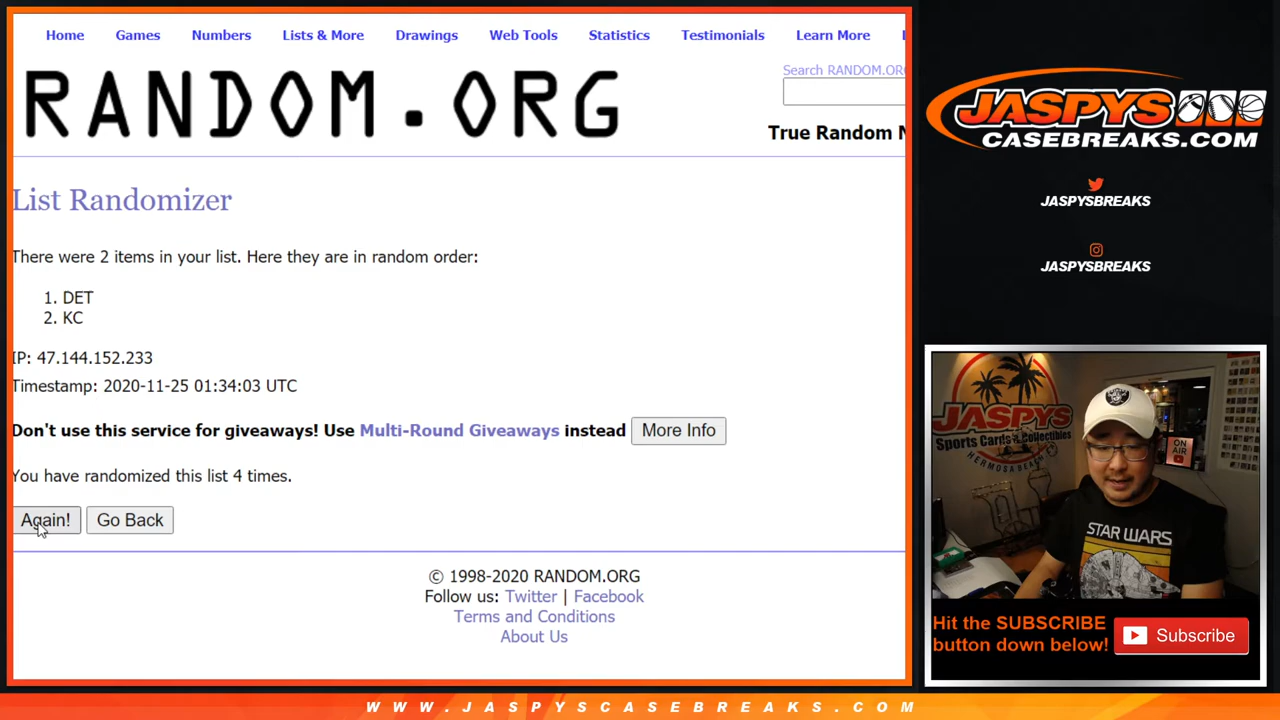 Home Games Numbers Lists & More Drawings Web Tools Statistics Testimonials Learn More
Search RANDOM.ORG
RANDOM.ORG
True Random N
List Randomizer
There were 2 items in your list. Here they are in random order:
1. DET
2. KC
IP: 47.144.152.233
Timestamp: 2020-11-25 01:34:03 UTC
Don't use this service for giveaways! Use Multi-Round Giveaways instead More Info
You have randomized this list 4 times.
Again! Go Back
© 1998-2020 RANDOM.ORG
Follow us: Twitter | Facebook
Terms and Conditions
About Us
JASPYS
CASEBREAKS.COM
JASPYSBREAKS
JASPYSBREAKS
JASPYS
Sports Cards & Collectibles
HERMOSA BEACH
ON
AIR
STAR WARS
Hit the SUBSCRIBE
button down below!
Subscribe
WWW.JASPYSCASEBREAKS.COM